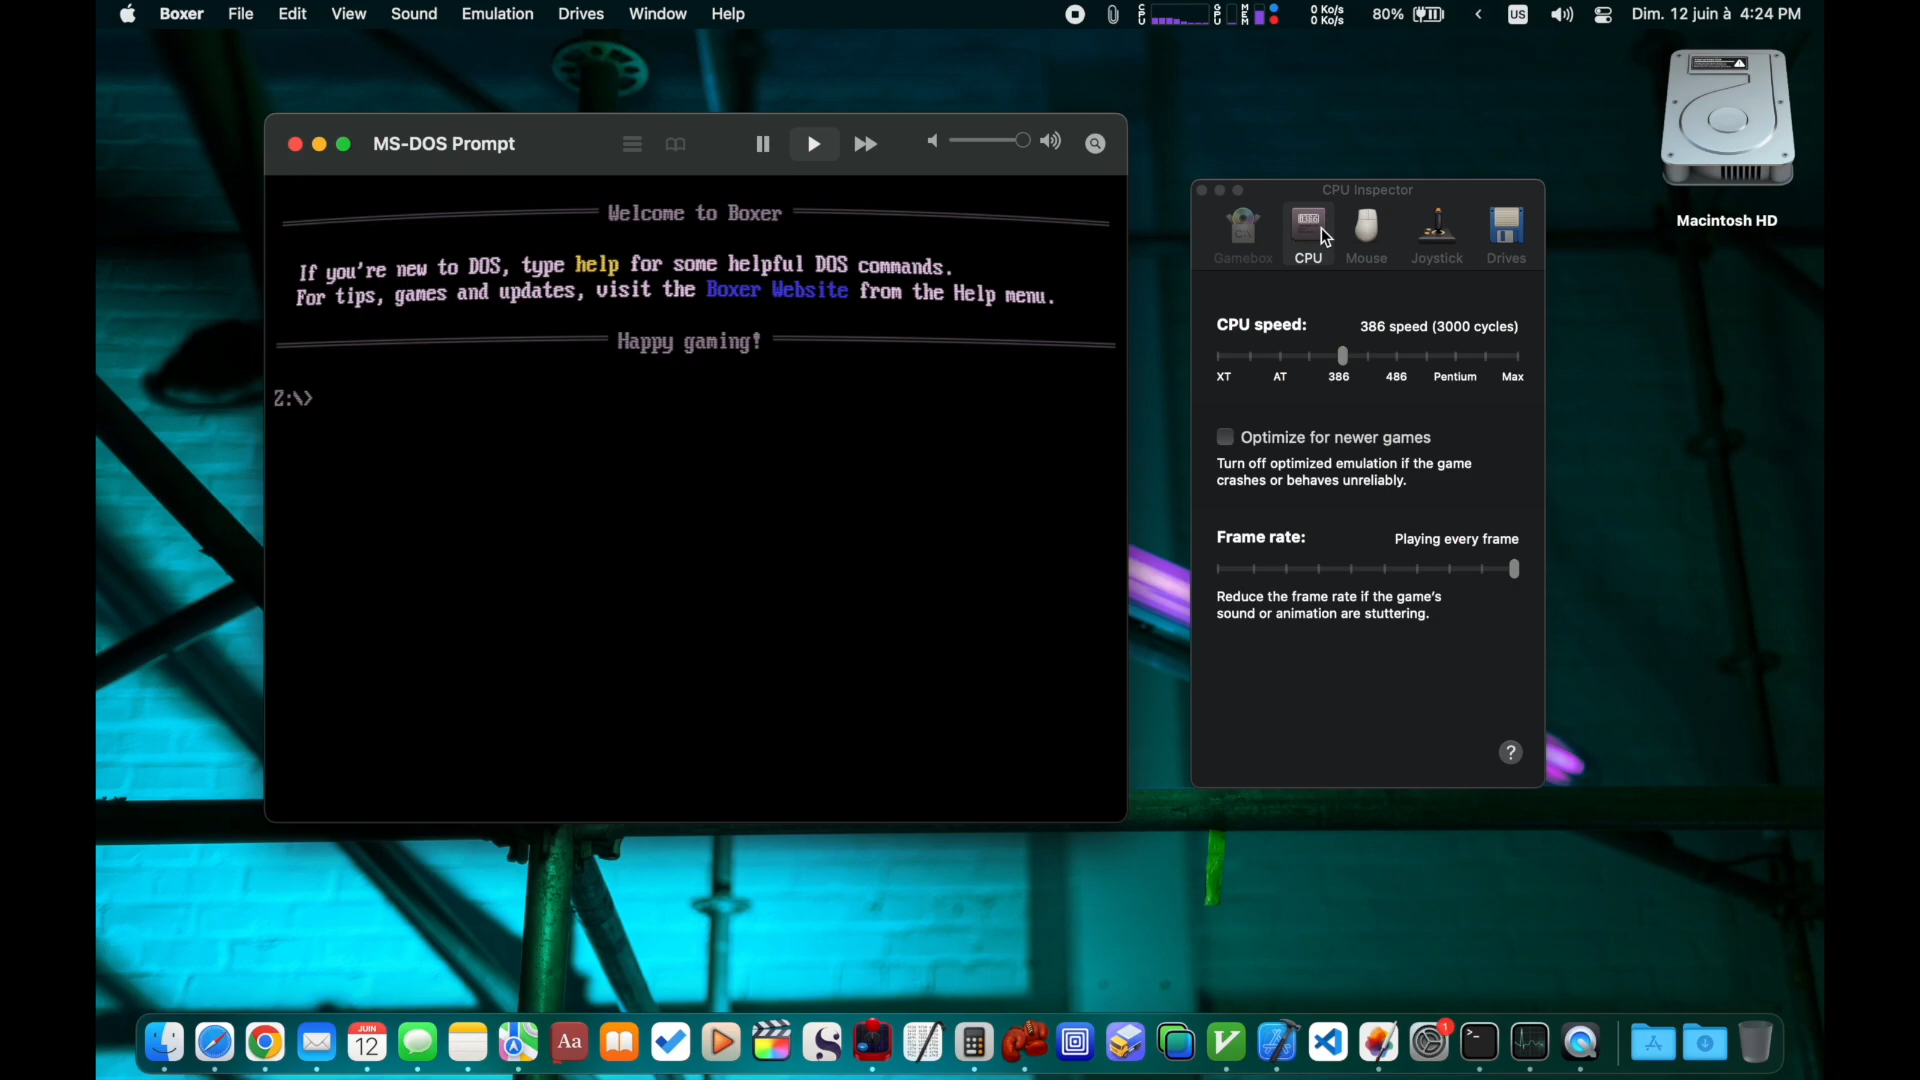 Boxer File Edit View Sound Emulation Drives Window Help
CPU GPU MEM 0 Ko/s 0 Ko/s 80% US Dim. 12 juin à 4:24 PM
Macintosh HD
MS-DOS Prompt
Welcome to Boxer
If you're new to DOS, type help for some helpful DOS commands.
For tips, games and updates, visit the Boxer Website from the Help menu.
Happy gaming!
Z:\>
CPU Inspector
Gamebox CPU Mouse Joystick Drives
CPU speed: 386 speed (3000 cycles)
XT AT 386 486 Pentium Max
Optimize for newer games
Turn off optimized emulation if the game
crashes or behaves unreliably.
Frame rate: Playing every frame
Reduce the frame rate if the game's
sound or animation are stuttering.
?
JUIN
12
Aa
1